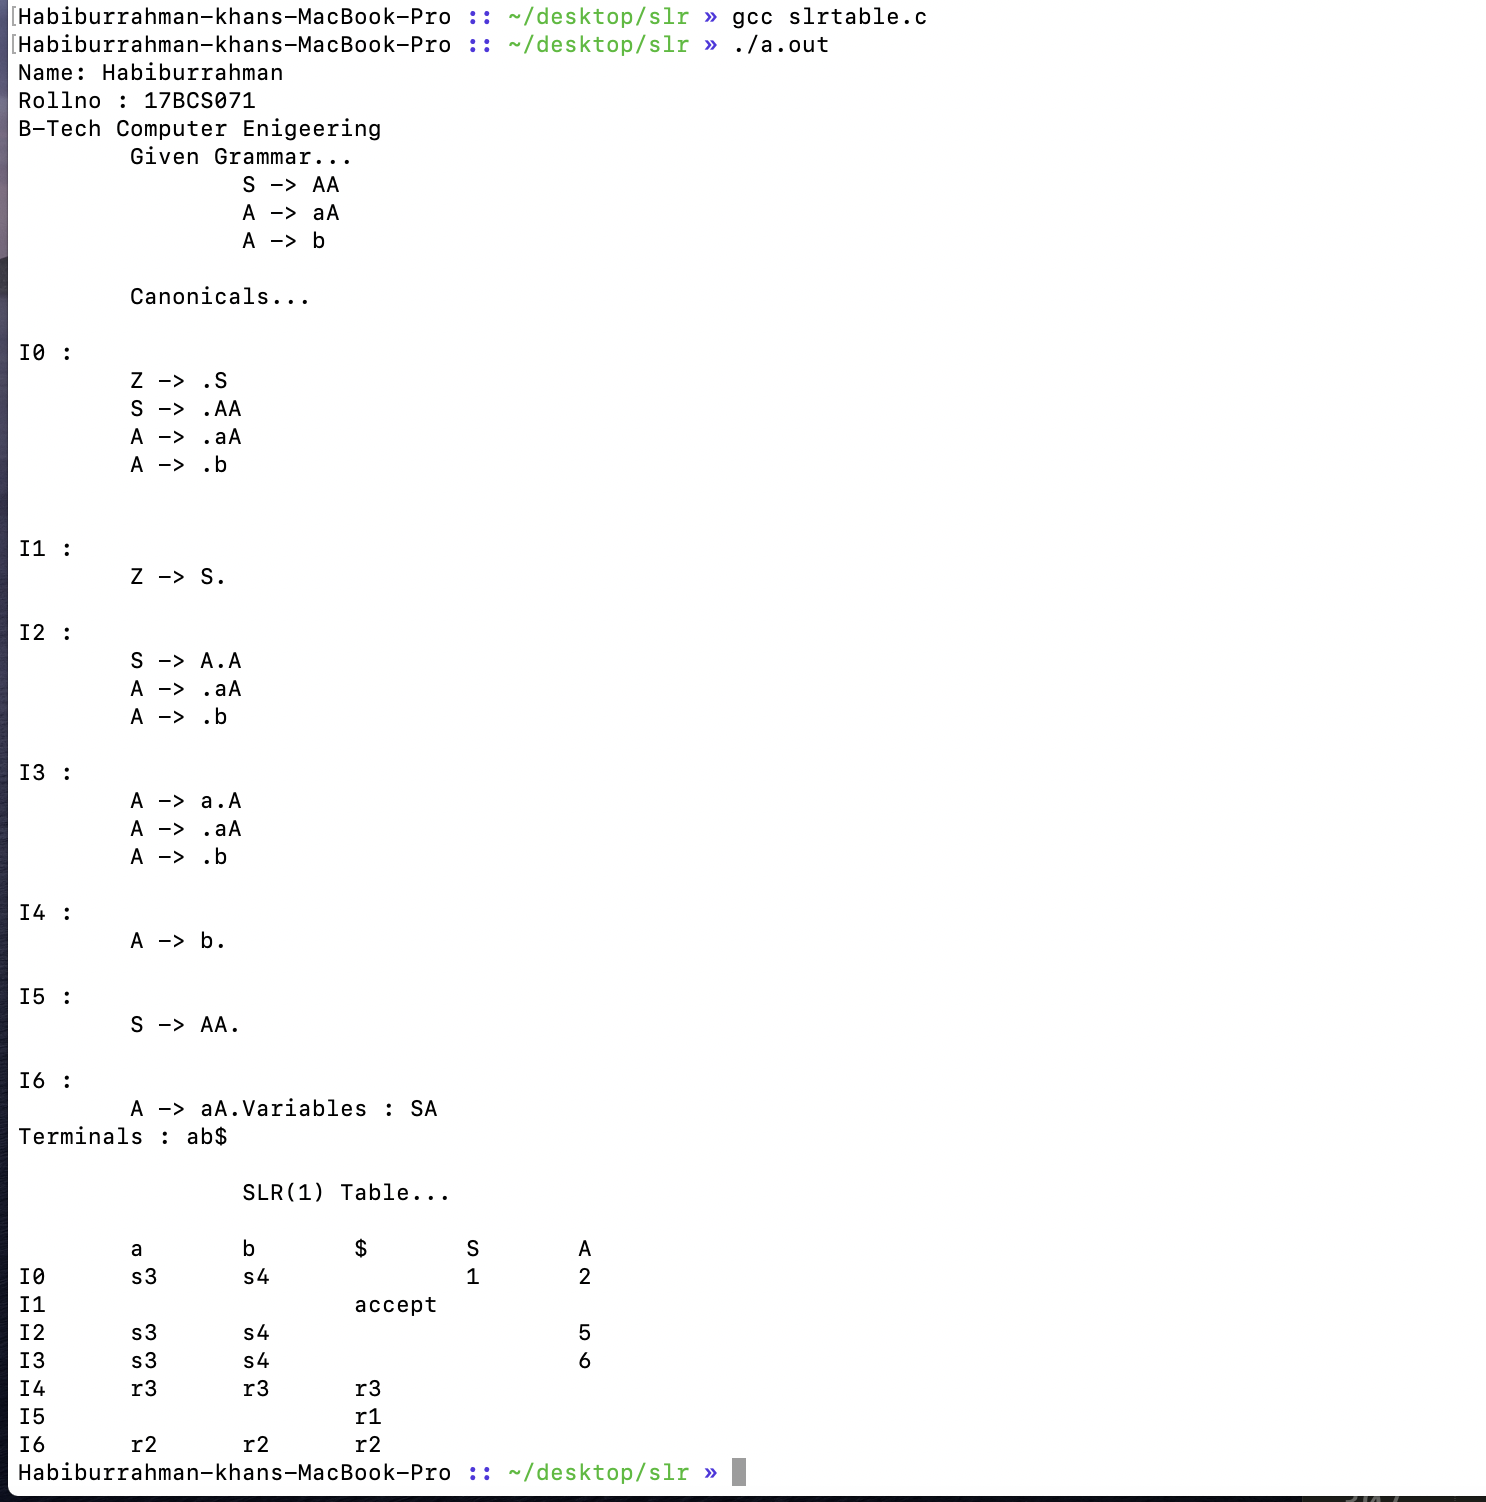 [Habiburrahman-khans-MacBook-Pro :: ~/desktop/slr » gcc slrtable.c
[Habiburrahman-khans-MacBook-Pro :: ~/desktop/slr » ./a.out
Name: Habiburrahman
Rollno : 17BCS071
B-Tech Computer Enigeering
Given Grammar...
S -> AA
A -> aA
A -> b
Canonicals...
I0 :
Z -> .S
S -> .AA
A -> .aA
A -> .b
I1 :
Z -> S.
I2 :
S -> A.A
A -> .aA
A -> .b
I3 :
A -> a.A
A -> .aA
A -> .b
I4 :
A -> b.
I5 :
S -> AA.
I6 :
A -> aA.Variables : SA
Terminals : ab$
SLR(1) Table...
a b $ S A
I0 s3 s4 1 2
I1 accept
I2 s3 s4 5
I3 s3 s4 6
I4 r3 r3 r3
I5 r1
I6 r2 r2 r2
Habiburrahman-khans-MacBook-Pro :: ~/desktop/slr »